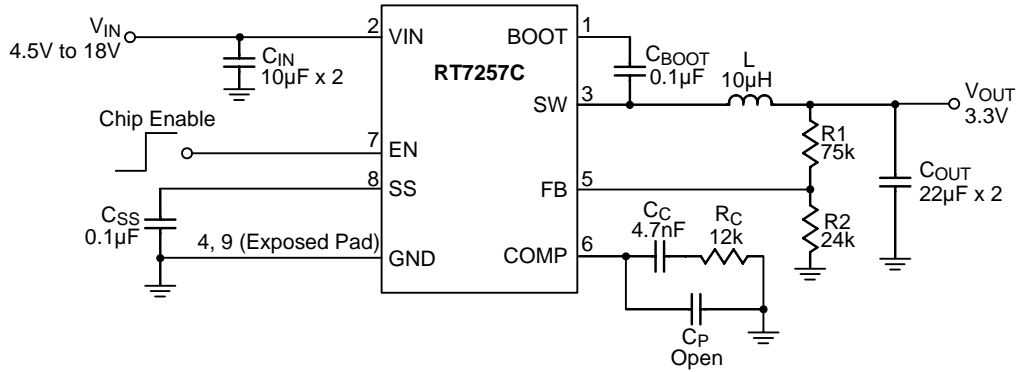 VIN
4.5V to 18V
CIN
10µF x 2
2
VIN
RT7257C
BOOT
1
CBOOT
0.1µF
L
10µH
SW
3
VOUT
3.3V
R1
75k
COUT
22µF x 2
Chip Enable
7
EN
8
SS
CSS
0.1µF
4, 9 (Exposed Pad)
GND
FB
5
R2
24k
COMP
6
CC
4.7nF
RC
12k
CP
Open